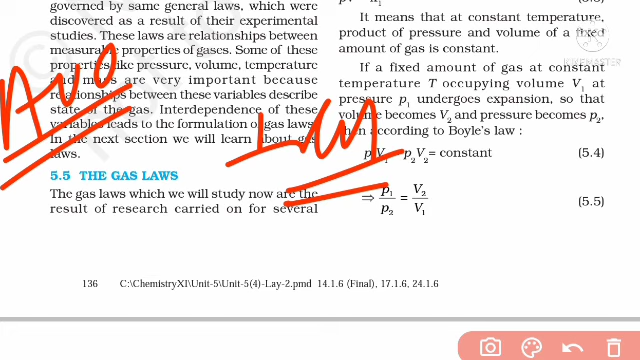 governed by same general laws, which were
discovered as a result of their experimental
studies. These laws are relationships between
measurable properties of gases. Some of these
properties like pressure, volume, temperature
and mass are very important because
relationships between these variables describe
state of the gas. Interdependence of these
variables leads to the formulation of gas laws.
In the next section we will learn about gas
laws.
5.5 THE GAS LAWS
The gas laws which we will study now are the
result of research carried on for several
It means that at constant temperature,
product of pressure and volume of a fixed
amount of gas is constant.
If a fixed amount of gas at constant
temperature T occupying volume V₁ at
pressure p₁ undergoes expansion, so that
volume becomes V₂ and pressure becomes p₂,
then according to Boyle's law :
p₁V₁ = p₂V₂ = constant (5.4)
⇒ p₁/p₂ = V₂/V₁ (5.5)
136 C:\ChemistryXI\Unit-5\Unit-5(4)-Lay-2.pmd 14.1.6 (Final), 17.1.6, 24.1.6
KINEMASTER